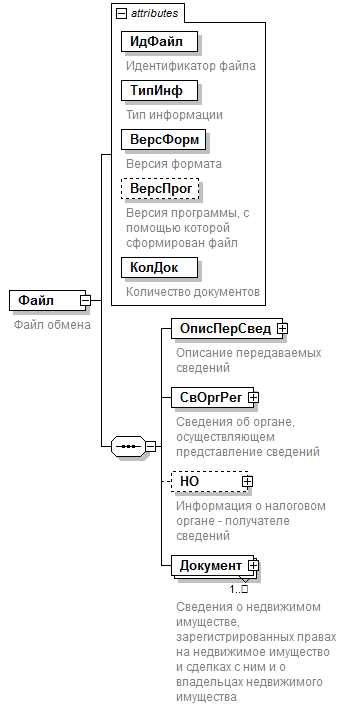 attributes
ИдФайл
Идентификатор файла
ТипИнф
Тип информации
ВерсФорм
Версия формата
ВерсПрог
Версия программы, с
помощью которой
сформирован файл
КолДок
Количество документов
Файл
Файл обмена
ОписПерСвед
Описание передаваемых
сведений
СвОргРег
Сведения об органе,
осуществляющем
представление сведений
НО
Информация о налоговом
органе - получателе
сведений
Документ
1..
Сведения о недвижимом
имуществе,
зарегистрированных правах
на недвижимое имущество
и сделках с ним и о
владельцах недвижимого
имущества